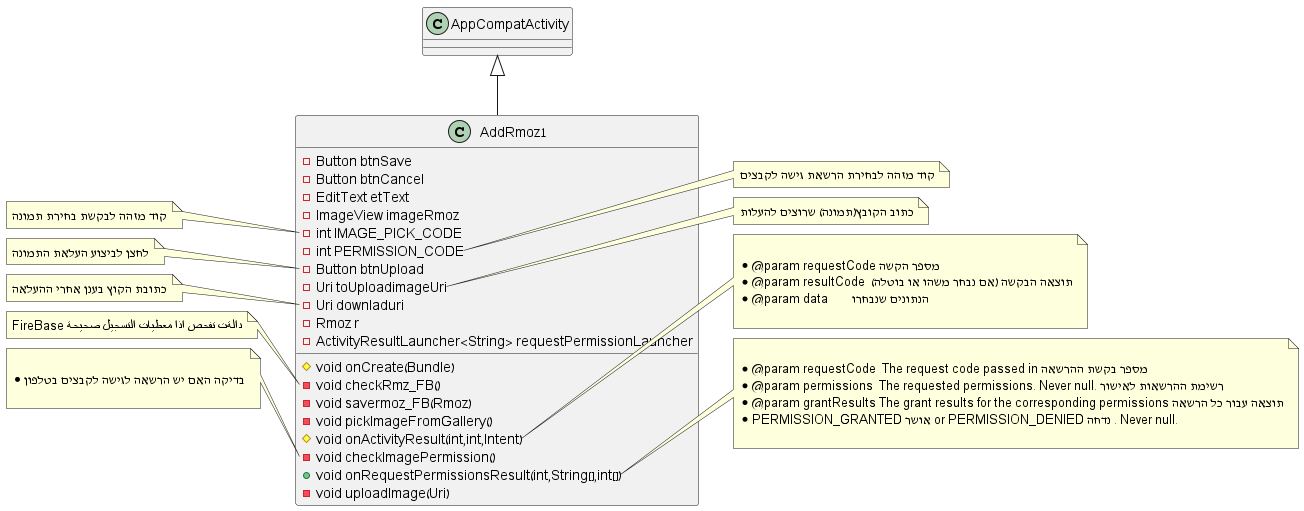 AppCompatActivity
AddRmoz1
Button btnSave
Button btnCancel
EditText etText
ImageView imageRmoz
int IMAGE_PICK_CODE
int PERMISSION_CODE
Button btnUpload
Uri toUploadimageUri
Uri downladuri
Rmoz r
ActivityResultLauncher<String> requestPermissionLauncher
void onCreate(Bundle)
void checkRmz_FB()
void savermoz_FB(Rmoz)
void pickImageFromGallery()
void onActivityResult(int,int,Intent)
void checkImagePermission()
void onRequestPermissionsResult(int,String[],int[])
void uploadImage(Uri)
קוד מזהה לבקשת בחירת תמונה
לחצן לביצוע העלאת התמונה
כתובת הקוץ בענן אחרי ההעלאה
دالة تفحص اذا معطيات التسجيل صحيحة FireBase
• בדיקה האם יש הרשאה לגישה לקבצים בטלפון
קוד מזהה לבחירת הרשאת גישה לקבצים
כתוב הקובץ/תמונה) שרוצים להעלות
• @param requestCode מספר הקשה
• @param resultCode תוצאה הבקשה (אם נבחר משהו או בוטלה)
• @param data הנתונים שנבחרו
• @param requestCode The request code passed in מספר בקשת ההרשאה
• @param permissions The requested permissions. Never null. רשימת ההרשאות לאישור
• @param grantResults The grant results for the corresponding permissions תוצאה עבור כל הרשאה
• PERMISSION_GRANTED אושר or PERMISSION_DENIED נדחה . Never null.